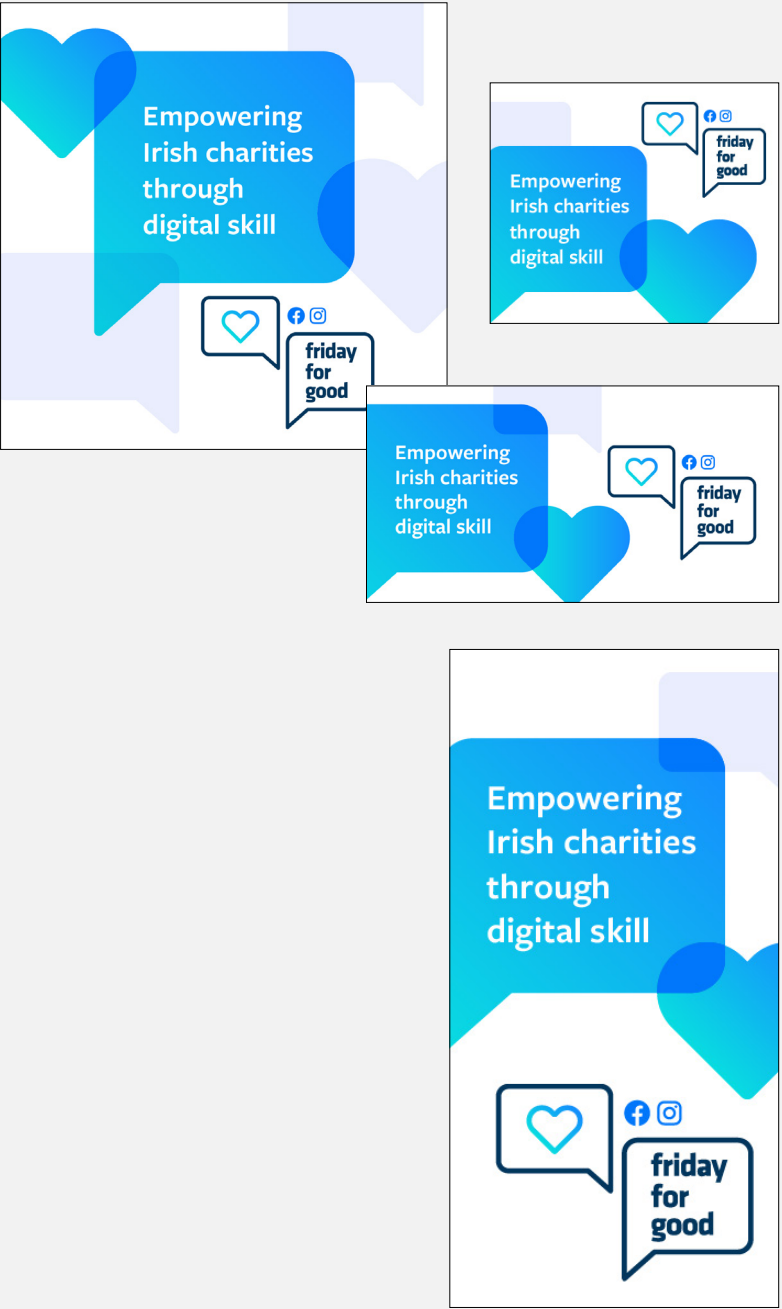 Empowering
Irish charities
through
digital skill
friday
for
good
Empowering
Irish charities
through
digital skill
friday
for
good
Empowering
Irish charities
through
digital skill
friday
for
good
Empowering
Irish charities
through
digital skill
friday
for
good